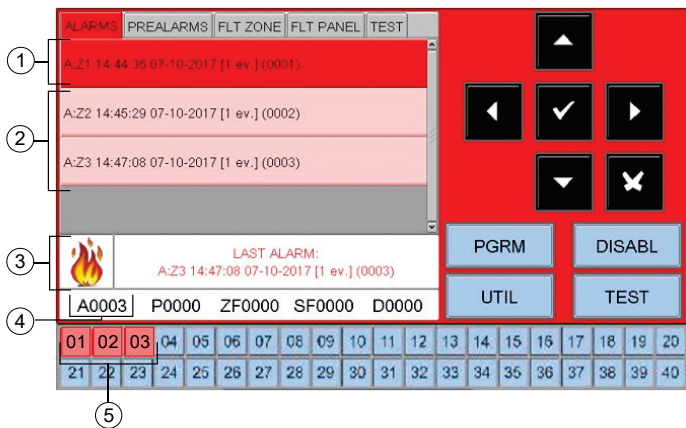 ALARMS PREALARMS FLT ZONE FLT PANEL TEST
1
A:Z1 14:44:36 07-10-2017 [1 ev.] (0001)
2
A:Z2 14:45:29 07-10-2017 [1 ev.] (0002)
A:Z3 14:47:08 07-10-2017 [1 ev.] (0003)
3
LAST ALARM:
A:Z3 14:47:08 07-10-2017 [1 ev.] (0003)
PGRM DISABL
4
A0003 P0000 ZF0000 SF0000 D0000
UTIL TEST
01 02 03 04 05 06 07 08 09 10 11 12 13 14 15 16 17 18 19 20
21 22 23 24 25 26 27 28 29 30 31 32 33 34 35 36 37 38 39 40
5